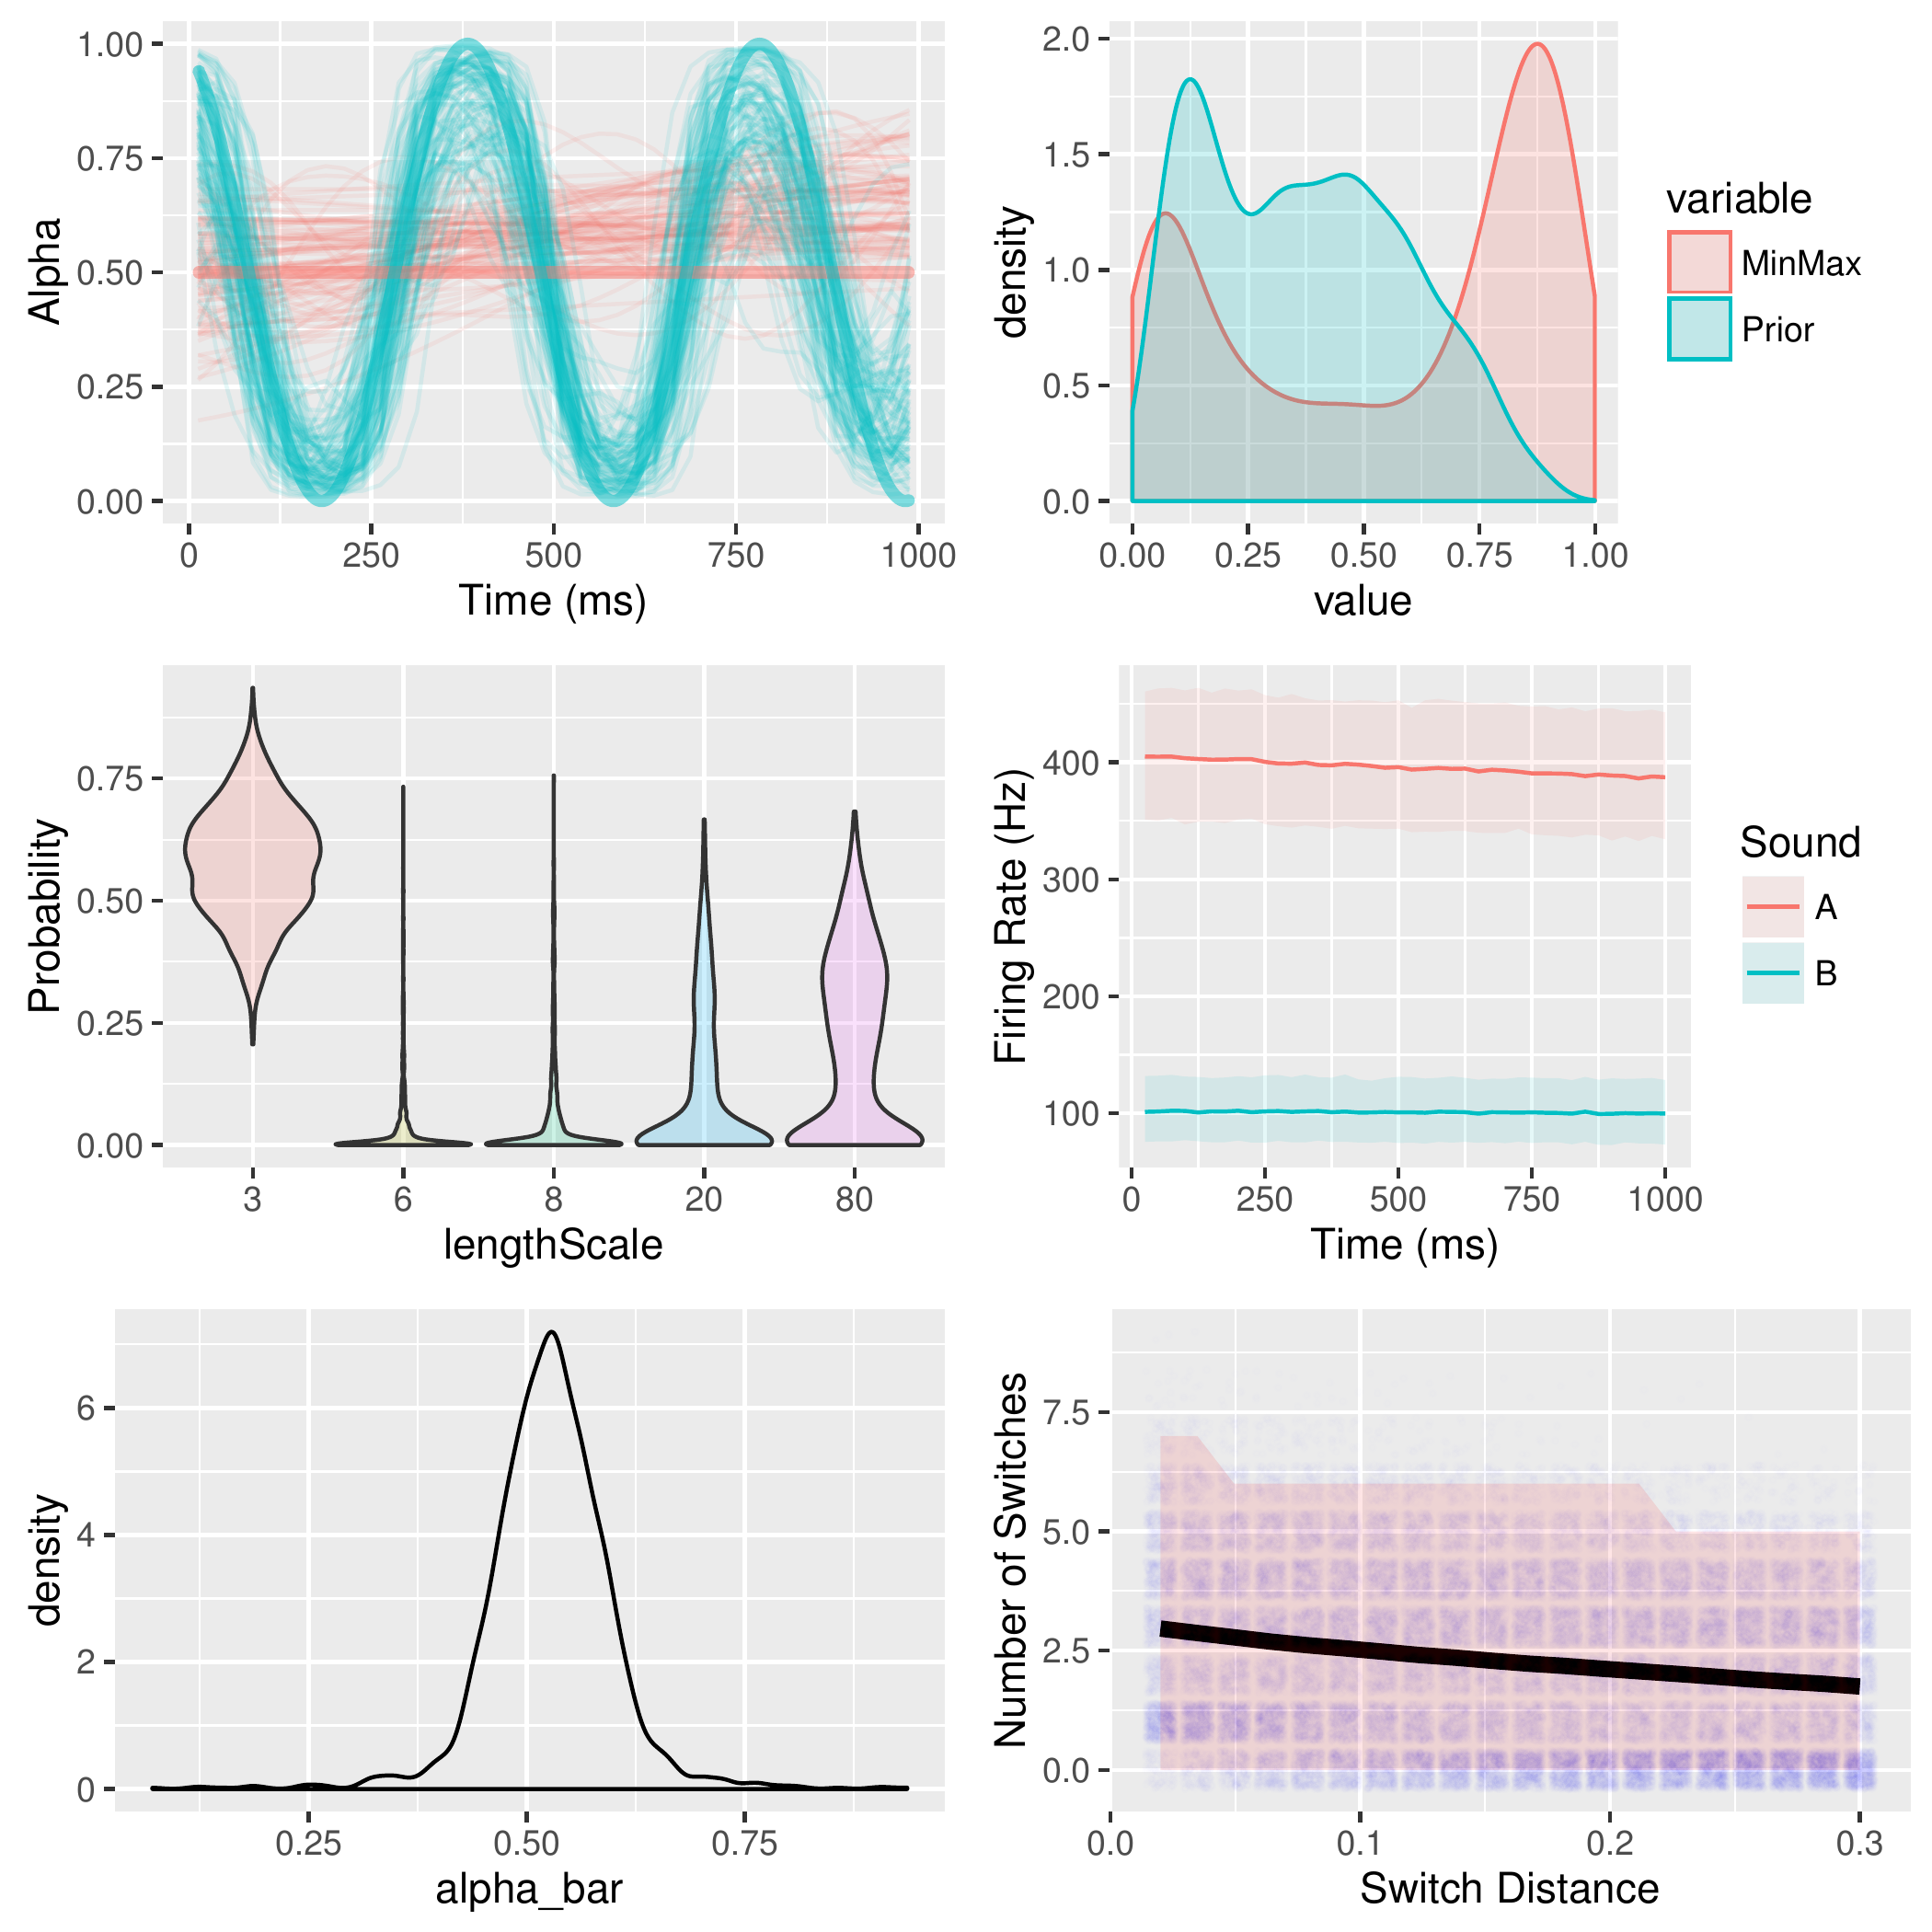 1.00
0.75
0.50
0.25
0.00
Alpha
0
250
500
750
1000
Time (ms)
2.0
1.5
1.0
0.5
0.0
density
0.00
0.25
0.50
0.75
1.00
value
variable
MinMax
Prior
0.75
0.50
0.25
0.00
Probability
3
6
8
20
80
lengthScale
400
300
200
100
Firing Rate (Hz)
0
250
500
750
1000
Time (ms)
Sound
A
B
6
4
2
0
density
0.25
0.50
0.75
alpha_bar
7.5
5.0
2.5
0.0
Number of Switches
0.0
0.1
0.2
0.3
Switch Distance